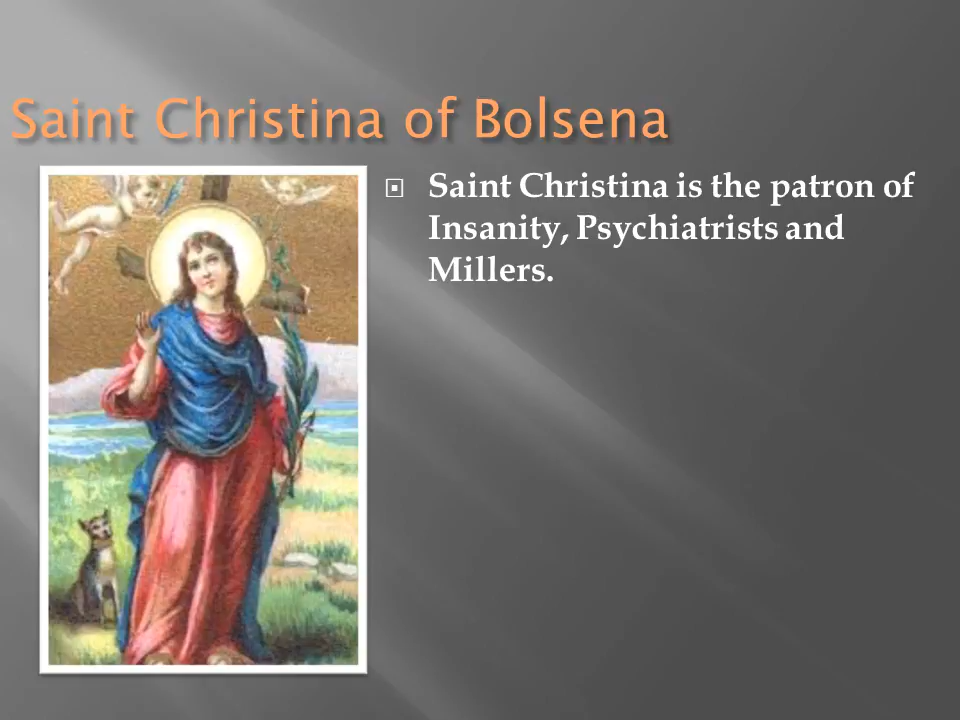 Saint Christina of Bolsena
Saint Christina is the patron of
Insanity, Psychiatrists and
Millers.